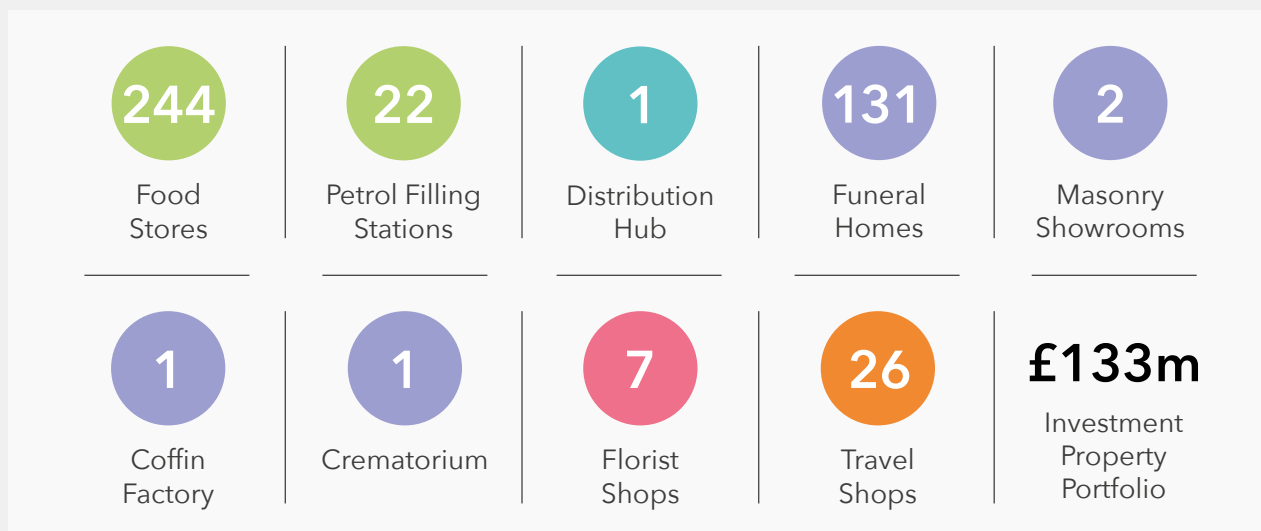 244
Food
Stores
22
Petrol Filling
Stations
1
Distribution
Hub
131
Funeral
Homes
2
Masonry
Showrooms
1
Coffin
Factory
1
Crematorium
7
Florist
Shops
26
Travel
Shops
£133m
Investment
Property
Portfolio